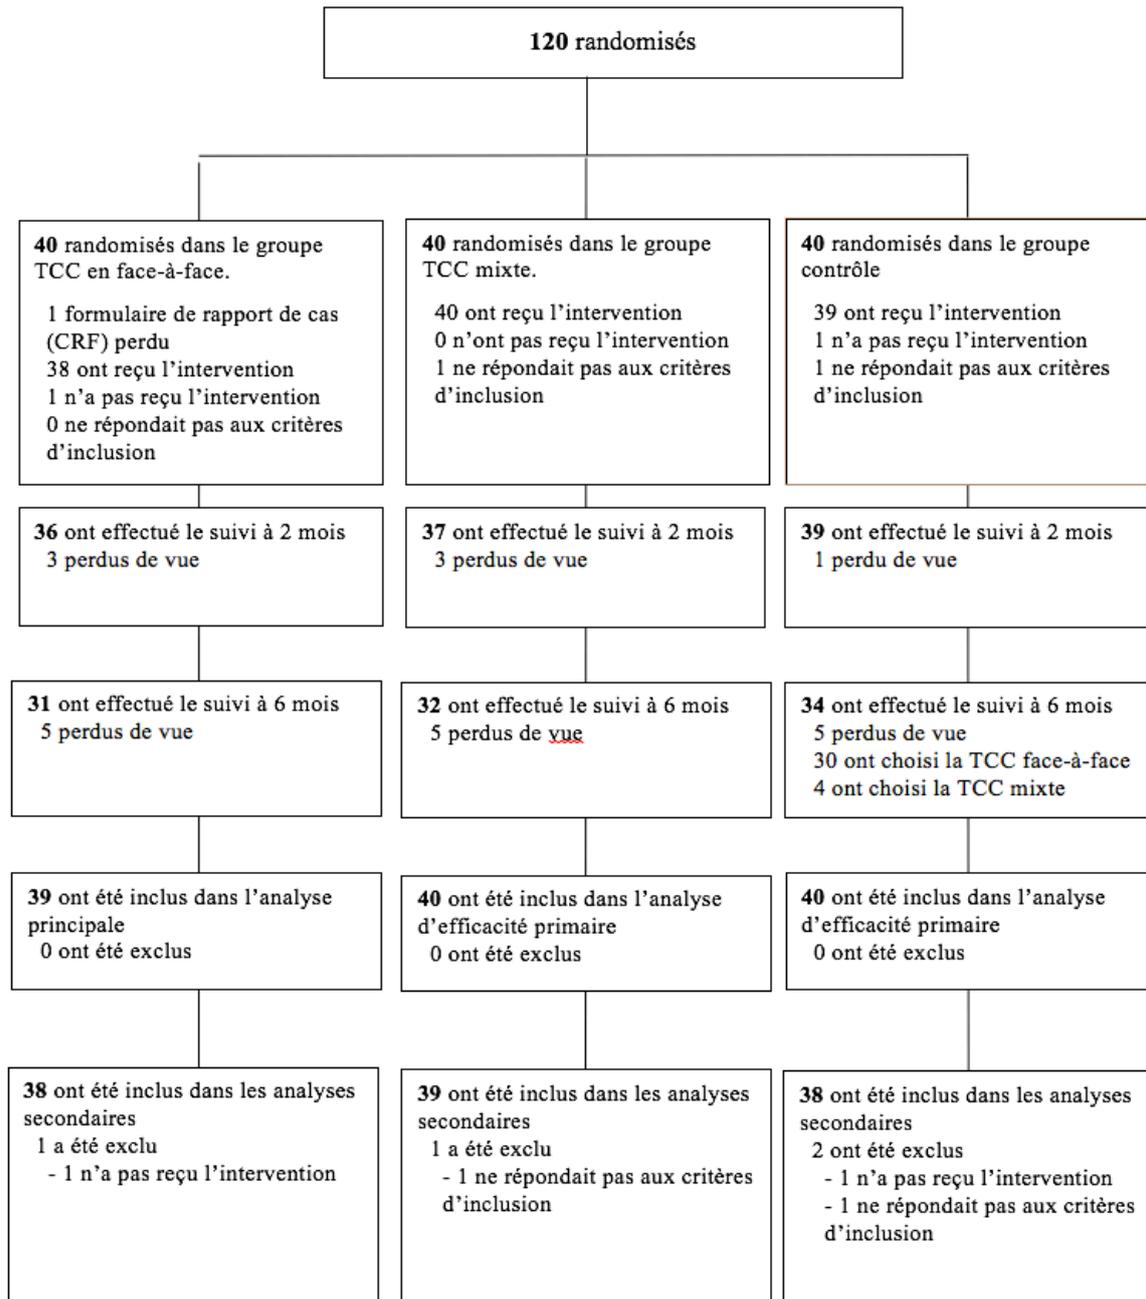 120 randomisés
40 randomisés dans le groupe
TCC en face-à-face.
1 formulaire de rapport de cas
(CRF) perdu
38 ont reçu l’intervention
1 n’a pas reçu l’intervention
0 ne répondait pas aux critères
d’inclusion
40 randomisés dans le groupe
TCC mixte.
40 ont reçu l’intervention
0 n’ont pas reçu l’intervention
1 ne répondait pas aux critères
d’inclusion
40 randomisés dans le groupe
contrôle
39 ont reçu l’intervention
1 n’a pas reçu l’intervention
1 ne répondait pas aux critères
d’inclusion
36 ont effectué le suivi à 2 mois
3 perdus de vue
37 ont effectué le suivi à 2 mois
3 perdus de vue
39 ont effectué le suivi à 2 mois
1 perdu de vue
31 ont effectué le suivi à 6 mois
5 perdus de vue
32 ont effectué le suivi à 6 mois
5 perdus de vue
34 ont effectué le suivi à 6 mois
5 perdus de vue
30 ont choisi la TCC face-à-face
4 ont choisi la TCC mixte
39 ont été inclus dans l’analyse
principale
0 ont été exclus
40 ont été inclus dans l’analyse
d’efficacité primaire
0 ont été exclus
40 ont été inclus dans l’analyse
d’efficacité primaire
0 ont été exclus
38 ont été inclus dans les analyses
secondaires
1 a été exclu
- 1 n’a pas reçu l’intervention
39 ont été inclus dans les analyses
secondaires
1 a été exclu
- 1 ne répondait pas aux critères
d’inclusion
38 ont été inclus dans les analyses
secondaires
2 ont été exclus
- 1 n’a pas reçu l’intervention
- 1 ne répondait pas aux critères
d’inclusion